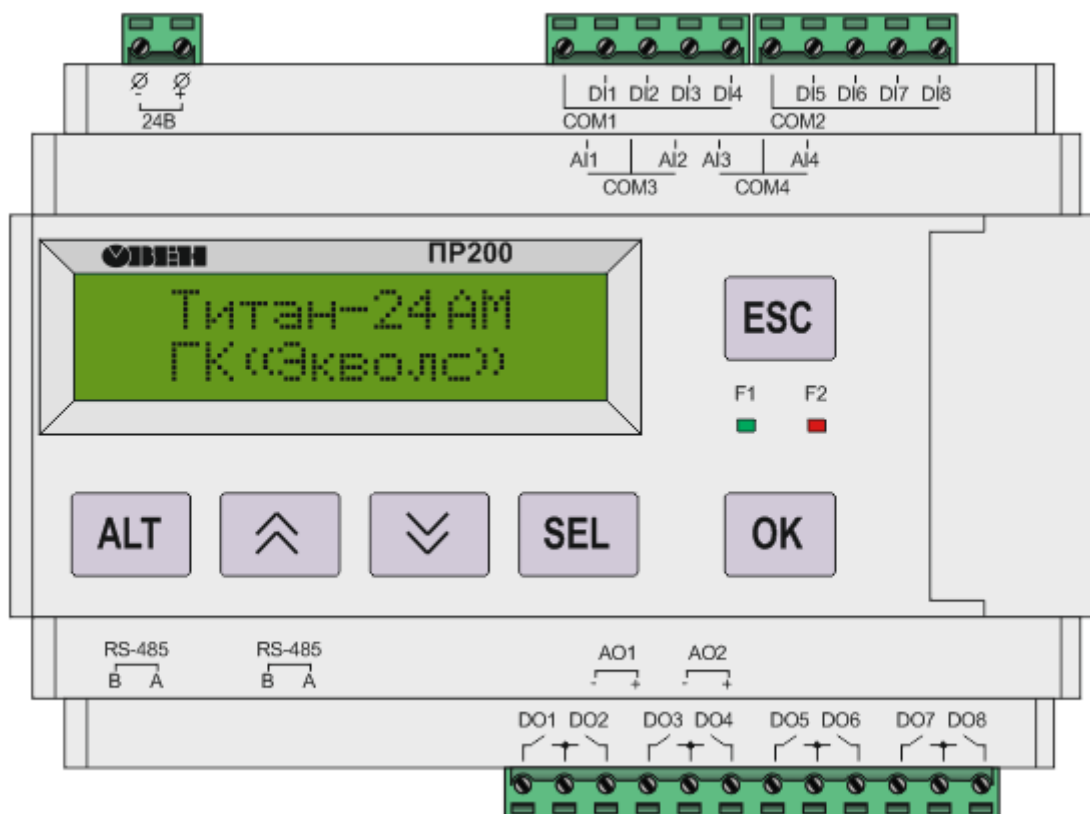 - +
24В
DI1 DI2 DI3 DI4
COM1
DI5 DI6 DI7 DI8
COM2
AI1 AI2 AI3 AI4
COM3 COM4
ОВЕН ПР200
Титан-24АМ
ГК«Экволс»
ESC
F1 F2
ALT SEL OK
RS-485 RS-485
B A B A
AO1 AO2
- + - +
DO1 DO2 DO3 DO4 DO5 DO6 DO7 DO8